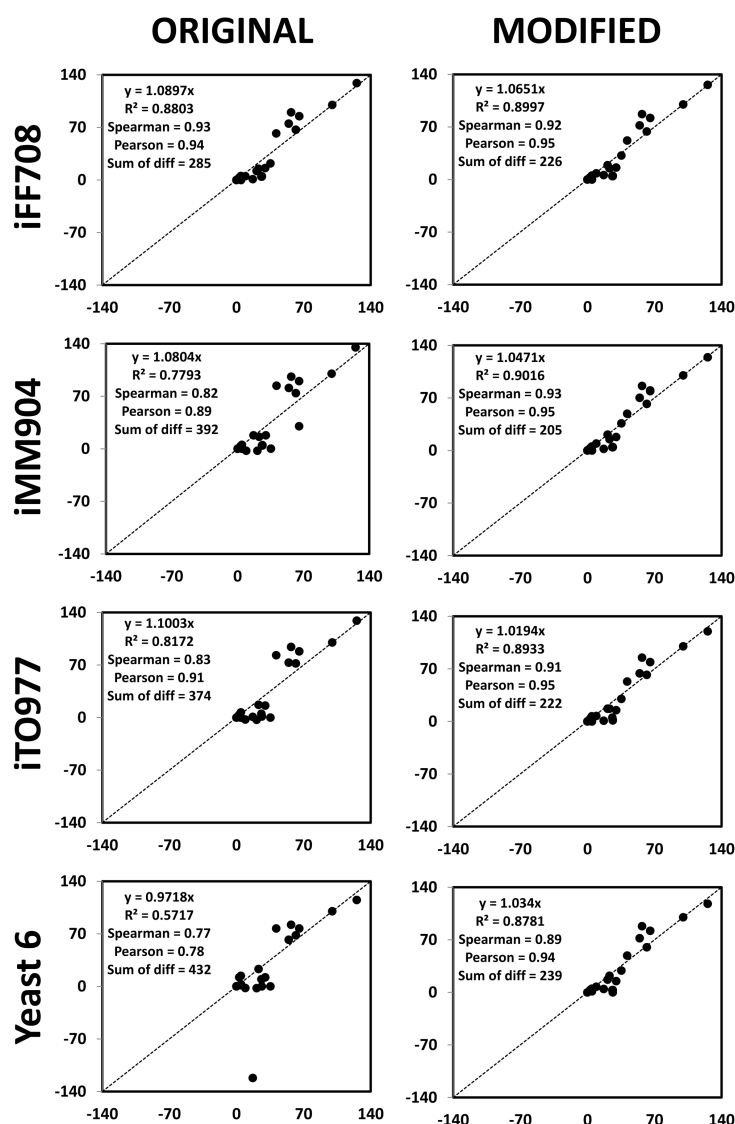 ORIGINAL MODIFIED
iFF708
140
70
0
-70
-140
-140 -70 0 70 140
y = 1.0897x
R² = 0.8803
Spearman = 0.93
Pearson = 0.94
Sum of diff = 285
140
70
0
-70
-140
-140 -70 0 70 140
y = 1.0651x
R² = 0.8997
Spearman = 0.92
Pearson = 0.95
Sum of diff = 226
iMM904
140
70
0
-70
-140
-140 -70 0 70 140
y = 1.0804x
R² = 0.7793
Spearman = 0.82
Pearson = 0.89
Sum of diff = 392
140
70
0
-70
-140
-140 -70 0 70 140
y = 1.0471x
R² = 0.9016
Spearman = 0.93
Pearson = 0.95
Sum of diff = 205
iTO977
140
70
0
-70
-140
-140 -70 0 70 140
y = 1.1003x
R² = 0.8172
Spearman = 0.83
Pearson = 0.91
Sum of diff = 374
140
70
0
-70
-140
-140 -70 0 70 140
y = 1.0194x
R² = 0.8933
Spearman = 0.91
Pearson = 0.95
Sum of diff = 222
Yeast 6
140
70
0
-70
-140
-140 -70 0 70 140
y = 0.9718x
R² = 0.5717
Spearman = 0.77
Pearson = 0.78
Sum of diff = 432
140
70
0
-70
-140
-140 -70 0 70 140
y = 1.034x
R² = 0.8781
Spearman = 0.89
Pearson = 0.94
Sum of diff = 239